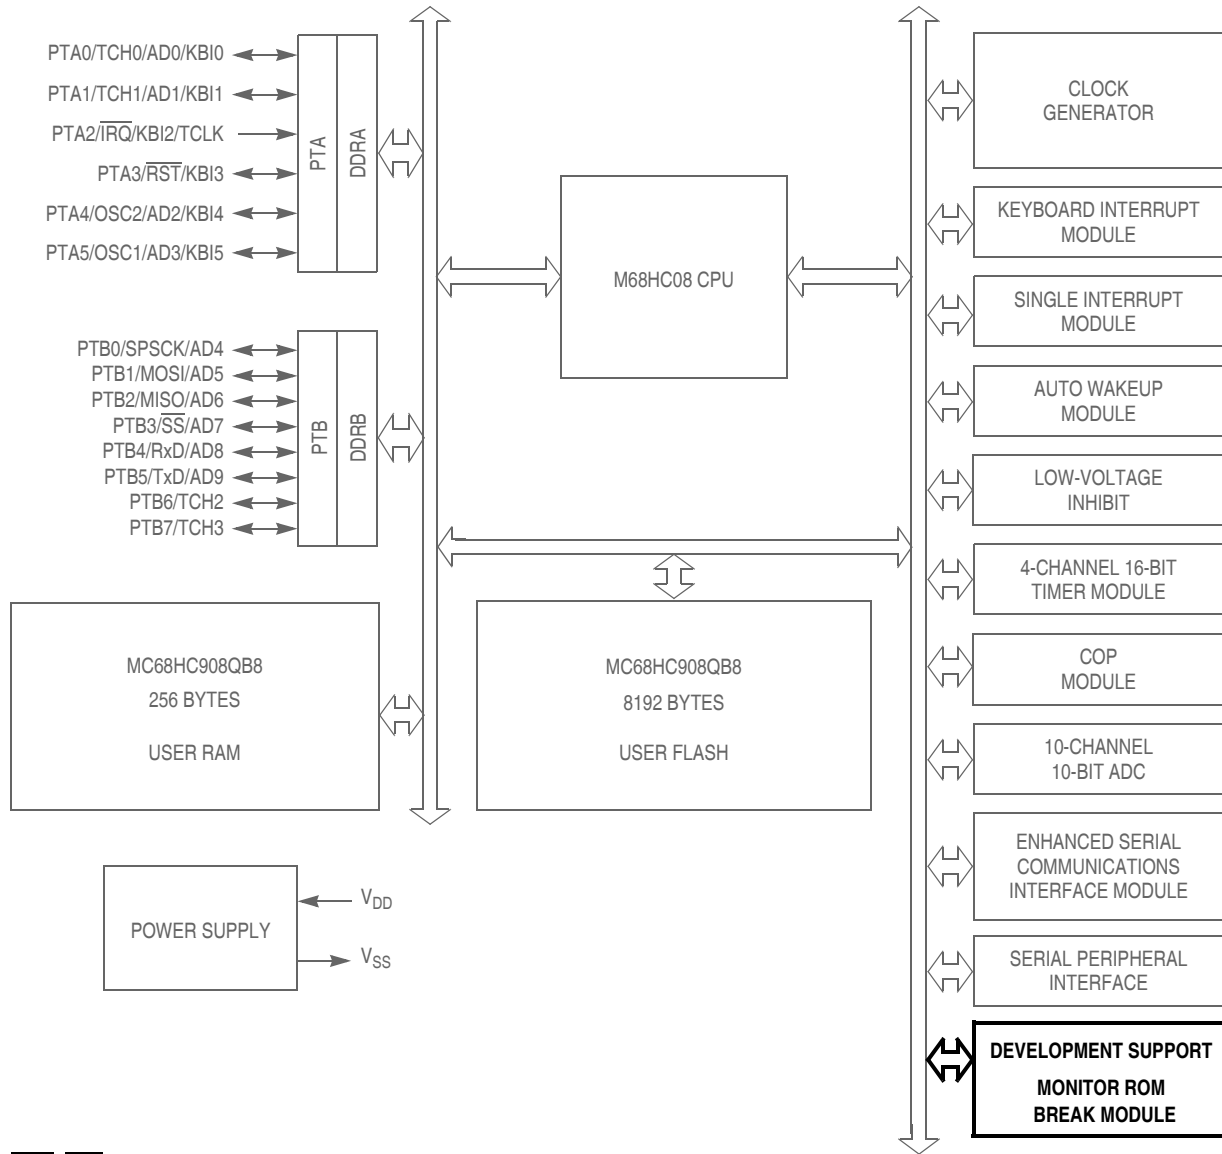 PTA0/TCH0/AD0/KBI0
PTA1/TCH1/AD1/KBI1
PTA2/I̅R̅Q̅/KBI2/TCLK
PTA3/R̅S̅T̅/KBI3
PTA4/OSC2/AD2/KBI4
PTA5/OSC1/AD3/KBI5
PTA
DDRA
PTB0/SPSCK/AD4
PTB1/MOSI/AD5
PTB2/MISO/AD6
PTB3/S̅S̅/AD7
PTB4/RxD/AD8
PTB5/TxD/AD9
PTB6/TCH2
PTB7/TCH3
PTB
DDRB
M68HC08 CPU
MC68HC908QB8
256 BYTES
USER RAM
MC68HC908QB8
8192 BYTES
USER FLASH
POWER SUPPLY
VDD
VSS
CLOCK
GENERATOR
KEYBOARD INTERRUPT
MODULE
SINGLE INTERRUPT
MODULE
AUTO WAKEUP
MODULE
LOW-VOLTAGE
INHIBIT
4-CHANNEL 16-BIT
TIMER MODULE
COP
MODULE
10-CHANNEL
10-BIT ADC
ENHANCED SERIAL
COMMUNICATIONS
INTERFACE MODULE
SERIAL PERIPHERAL
INTERFACE
DEVELOPMENT SUPPORT
MONITOR ROM
BREAK MODULE